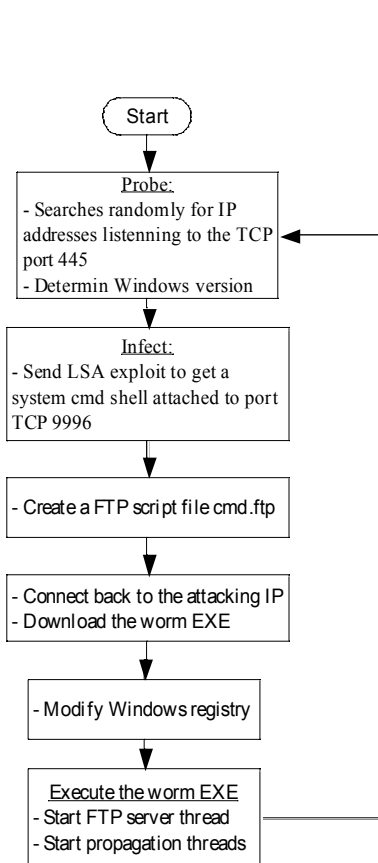 Start
Probe:
- Searches randomly for IP
addresses listenning to the TCP
port 445
- Determin Windows version
Infect:
- Send LSA exploit to get a
system cmd shell attached to port
TCP 9996
- Create a FTP script file cmd.ftp
- Connect back to the attacking IP
- Download the worm EXE
- Modify Windows registry
Execute the worm EXE
- Start FTP server thread
- Start propagation threads